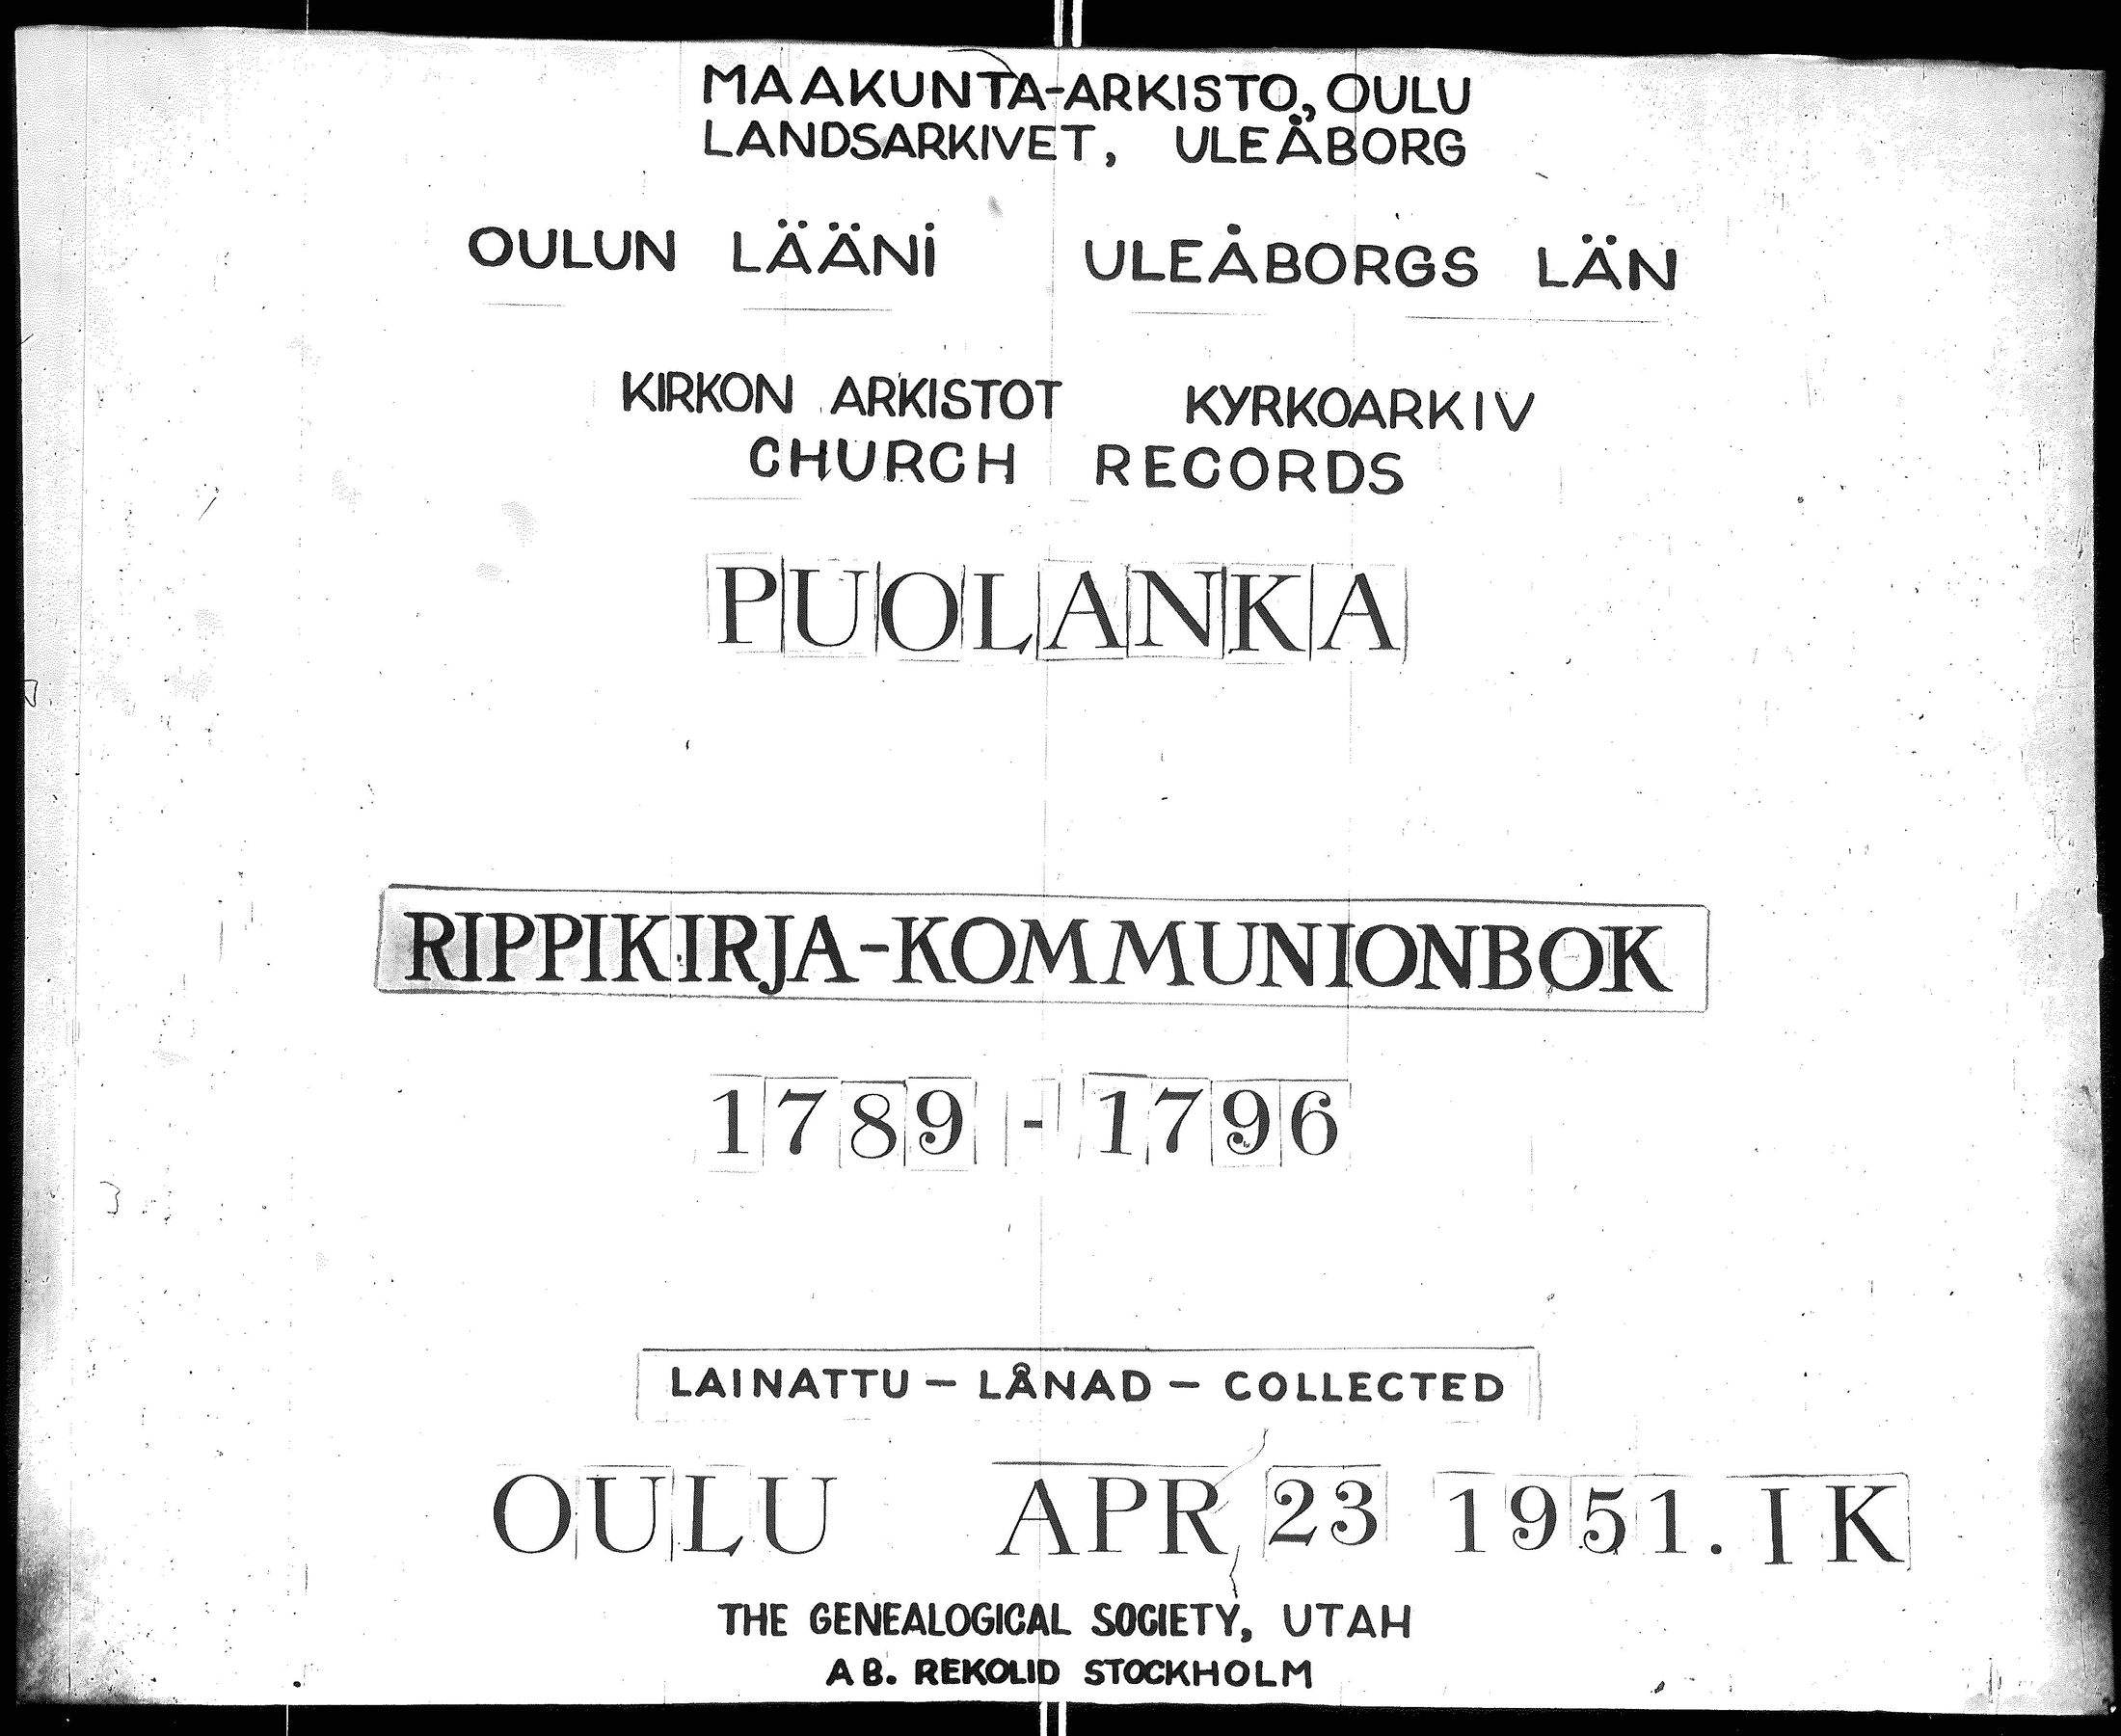 MAAKUNTA-ARKISTO, OULU
LANDSARKIVET, ULEÅBORG
OULUN LÄÄNI ULEÅBORGS LÄN
KIRKON ARKISTOT KYRKOARKIV
CHURCH RECORDS
PUOLANKA
RIPPIKIRJA-KOMMUNIONBOK
1789 - 1796
LAINATTU — LÅNAD — COLLECTED
OULU APR 23 1951. I K
THE GENEALOGICAL SOCIETY, UTAH
AB. REKOLID STOCKHOLM